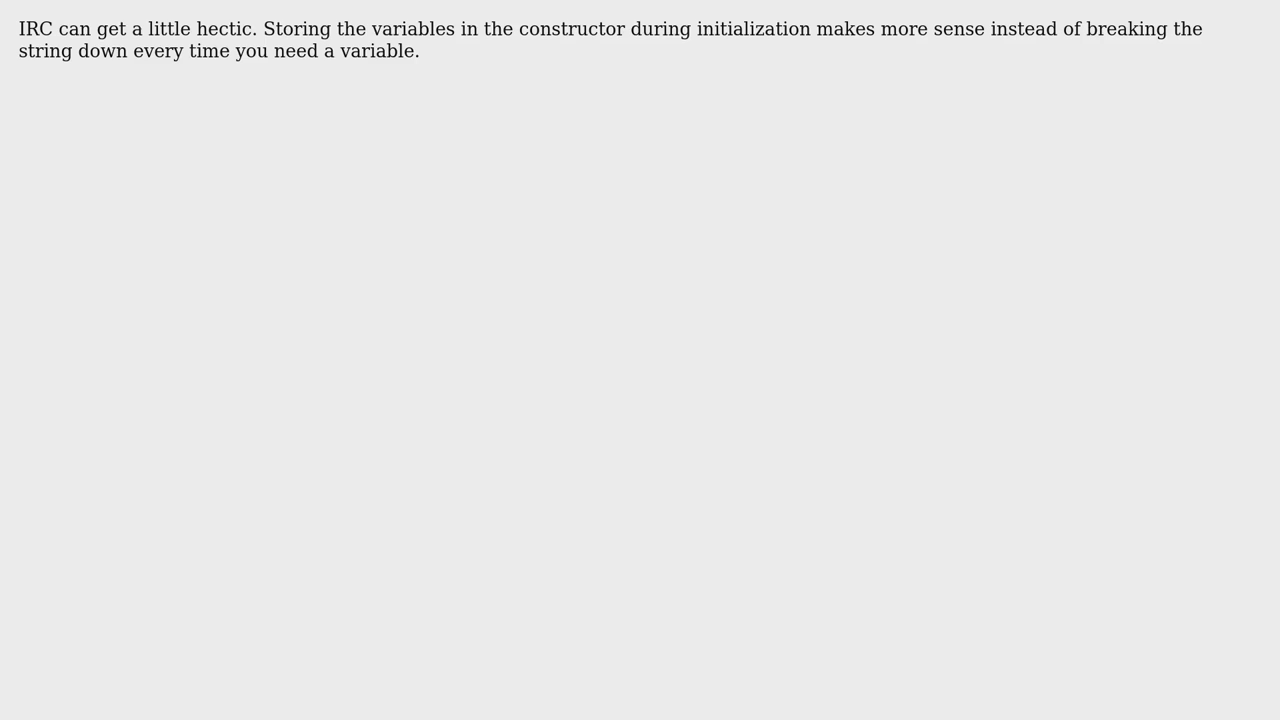 IRC can get a little hectic. Storing the variables in the constructor during initialization makes more sense instead of breaking the
string down every time you need a variable.